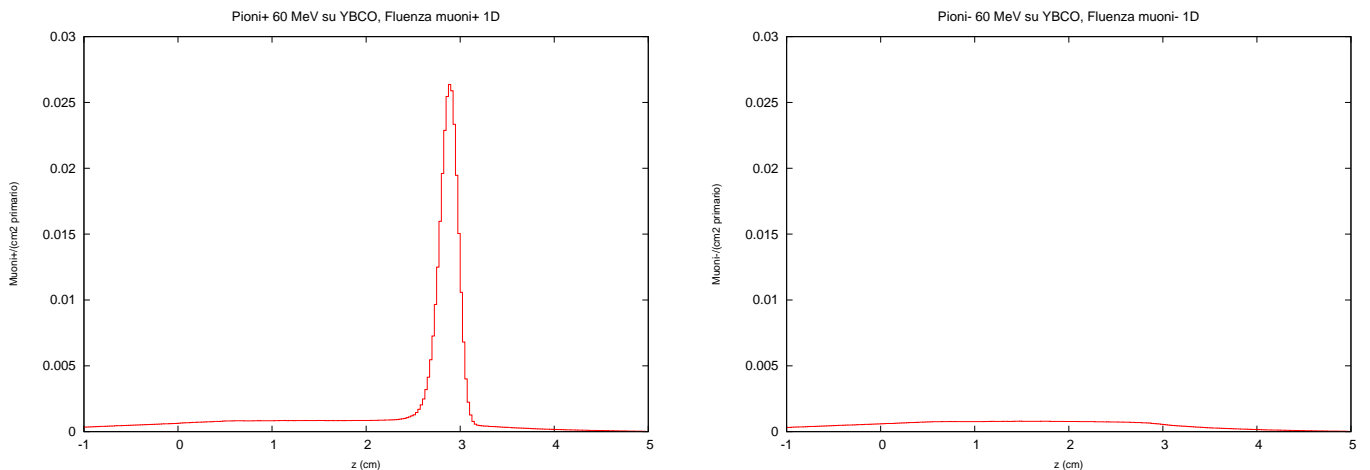 Pioni+ 60 MeV su YBCO, Fluenza muoni+ 1D
0.03
0.025
0.02
0.015
0.01
0.005
0
Muoni+/(cm2 primario)
-1 0 1 2 3 4 5
z (cm)
Pioni- 60 MeV su YBCO, Fluenza muoni- 1D
0.03
0.025
0.02
0.015
0.01
0.005
0
Muoni-/(cm2 primario)
-1 0 1 2 3 4 5
z (cm)